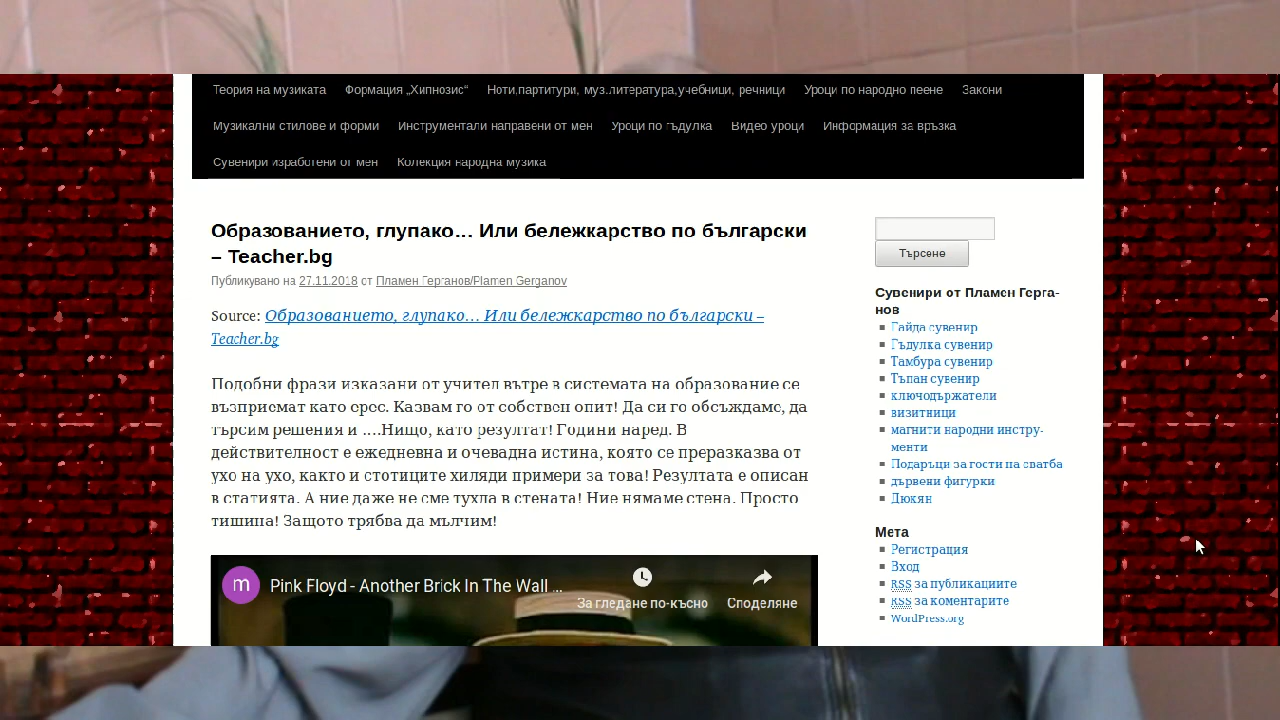 Теория на музиката Формация „Хипнозис“ Ноти,партитури, муз.литература,учебници, речници Уроци по народно пеене Закони
Музикални стилове и форми Инструментали направени от мен Уроци по гъдулка Видео уроци Информация за връзка
Сувенири изработени от мен Колекция народна музика
Образованието, глупако… Или бележкарство по български
– Teacher.bg
Публикувано на 27.11.2018 от Пламен Герганов/Plamen Gerganov
Source: Образованието, глупако… Или бележкарство по български –
Teacher.bg
Подобни фрази изказани от учител вътре в системата на образование се
възприемат като ерес. Казвам го от собствен опит! Да си го обсъждаме, да
търсим решения и ….Нищо, като резултат! Години наред. В
действителност е ежедневна и очевадна истина, която се преразказва от
ухо на ухо, както и стотиците хиляди примери за това! Резултата е описан
в статията. А ние даже не сме тухла в стената! Ние нямаме стена. Просто
тишина! Защото трябва да мълчим!
m Pink Floyd - Another Brick In The Wall ...
За гледане по-късно Споделяне
Търсене
Сувенири от Пламен Герга-
нов
Гайда сувенир
Гъдулка сувенир
Тамбура сувенир
Тъпан сувенир
ключодържатели
визитници
магнити народни инстру-
менти
Подаръци за гости на сватба
дървени фигурки
Дюкян
Мета
Регистрация
Вход
RSS за публикациите
RSS за коментарите
WordPress.org